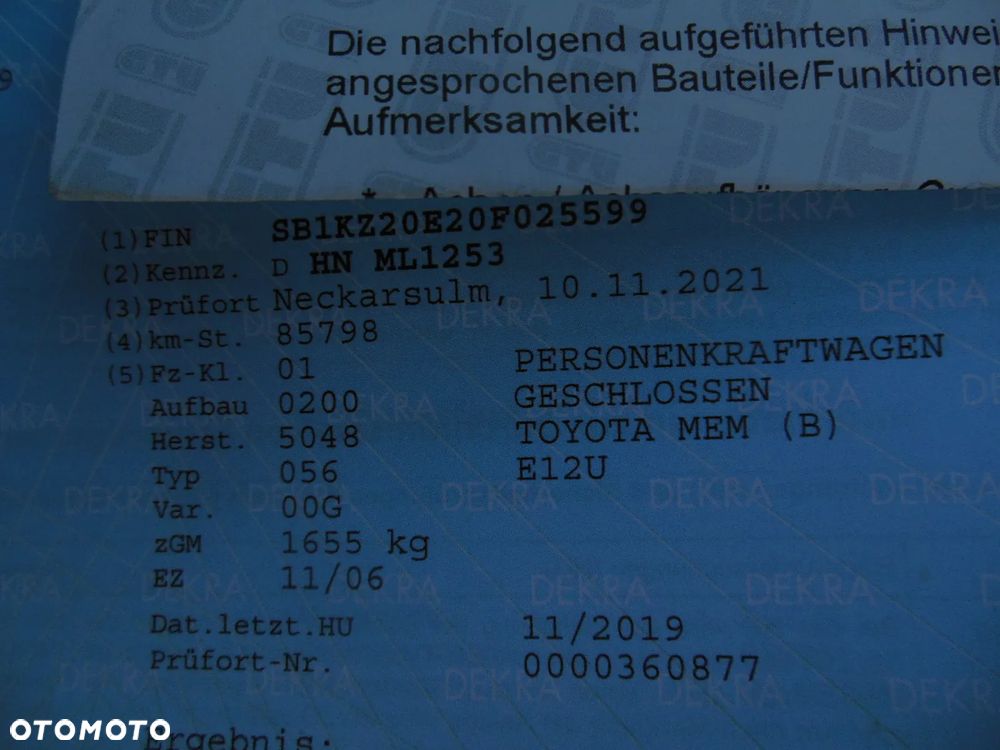 Die nachfolgend aufgeführten Hinwei
angesprochenen Bauteile/Funktionen
Aufmerksamkeit:
(1)FIN SB1KZ20E20F025599
(2)Kennz. D HN ML1253
(3)Prüfort Neckarsulm, 10.11.2021
(4)km-St. 85798
(5)Fz-Kl. 01 PERSONENKRAFTWAGEN
Aufbau 0200 GESCHLOSSEN
Herst. 5048 TOYOTA MEM (B)
Typ 056 E12U
Var. 00G
zGM 1655 kg
EZ 11/06
Dat.letzt.HU 11/2019
Prüfort-Nr. 0000360877
Ergebnis:
OTOMOTO
DEKRA
GTÜ